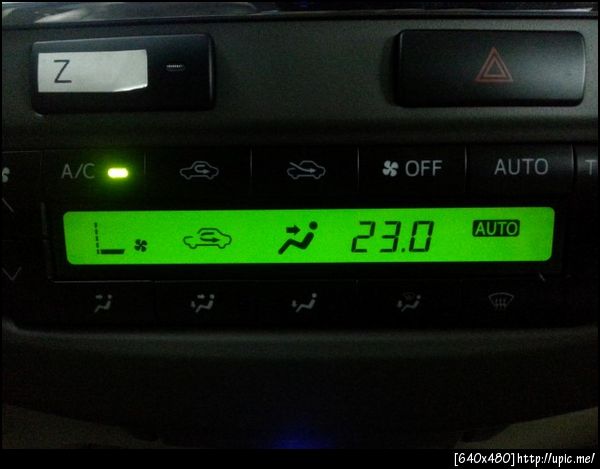 Z
A/C OFF AUTO T
23.0 AUTO
[640x480]http://upic.me/